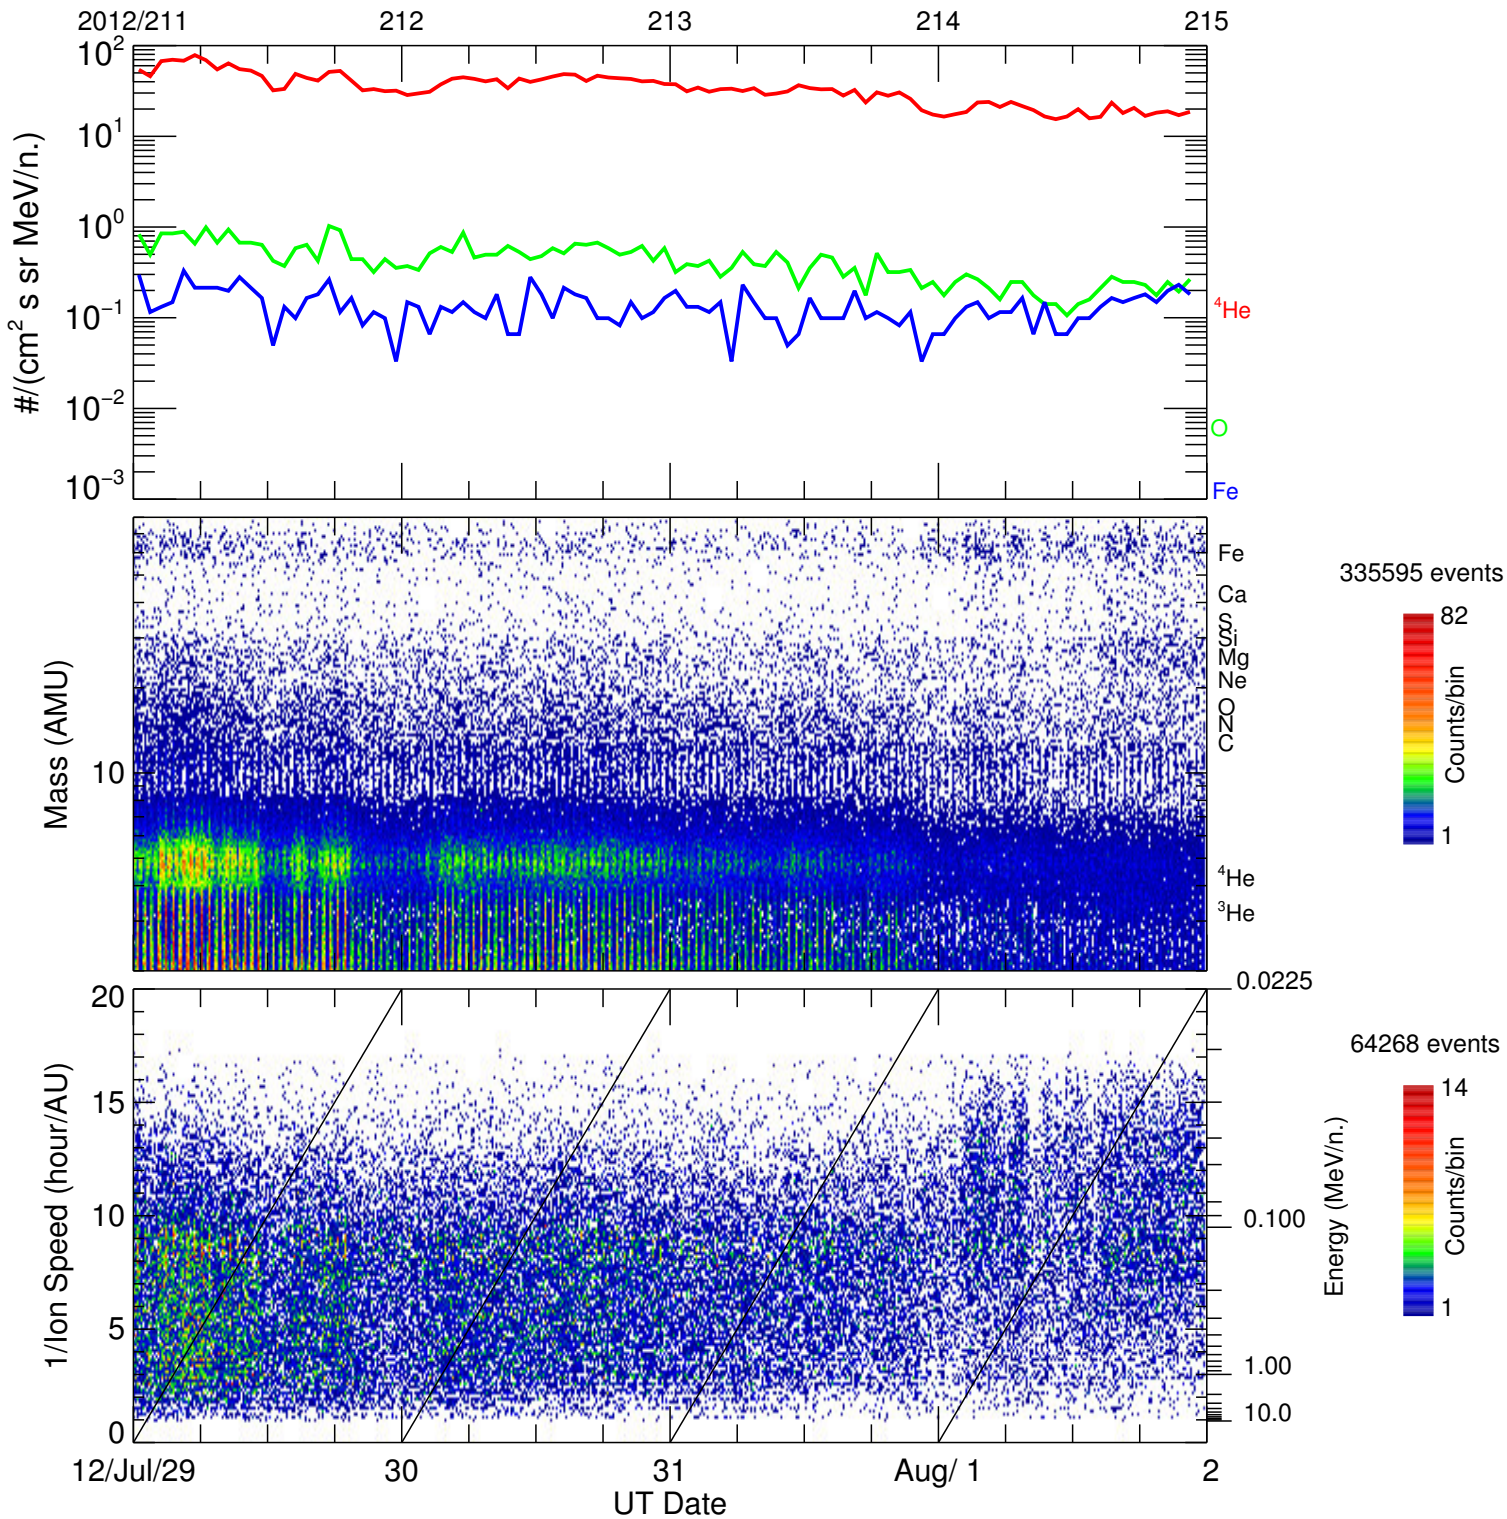 2012/211 212 213 214 215
#/(cm² s sr MeV/n.)
10²
10¹
10⁰
10⁻¹
10⁻²
10⁻³
⁴He
O
Fe
Mass (AMU)
10
Fe
Ca
S
Si
Mg
Ne
O
N
C
⁴He
³He
335595 events
82
Counts/bin
1
1/Ion Speed (hour/AU)
20
15
10
5
0
0.0225
0.100
1.00
10.0
Energy (MeV/n.)
64268 events
14
Counts/bin
1
12/Jul/29 30 31 Aug/ 1 2
UT Date